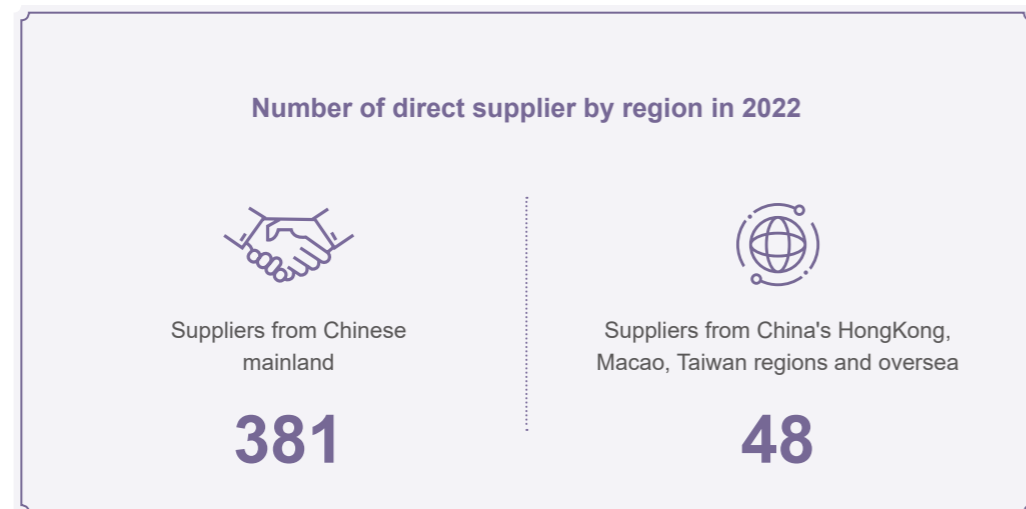 Number of direct supplier by region in 2022
Suppliers from Chinese
mainland
381
Suppliers from China's HongKong,
Macao, Taiwan regions and oversea
48